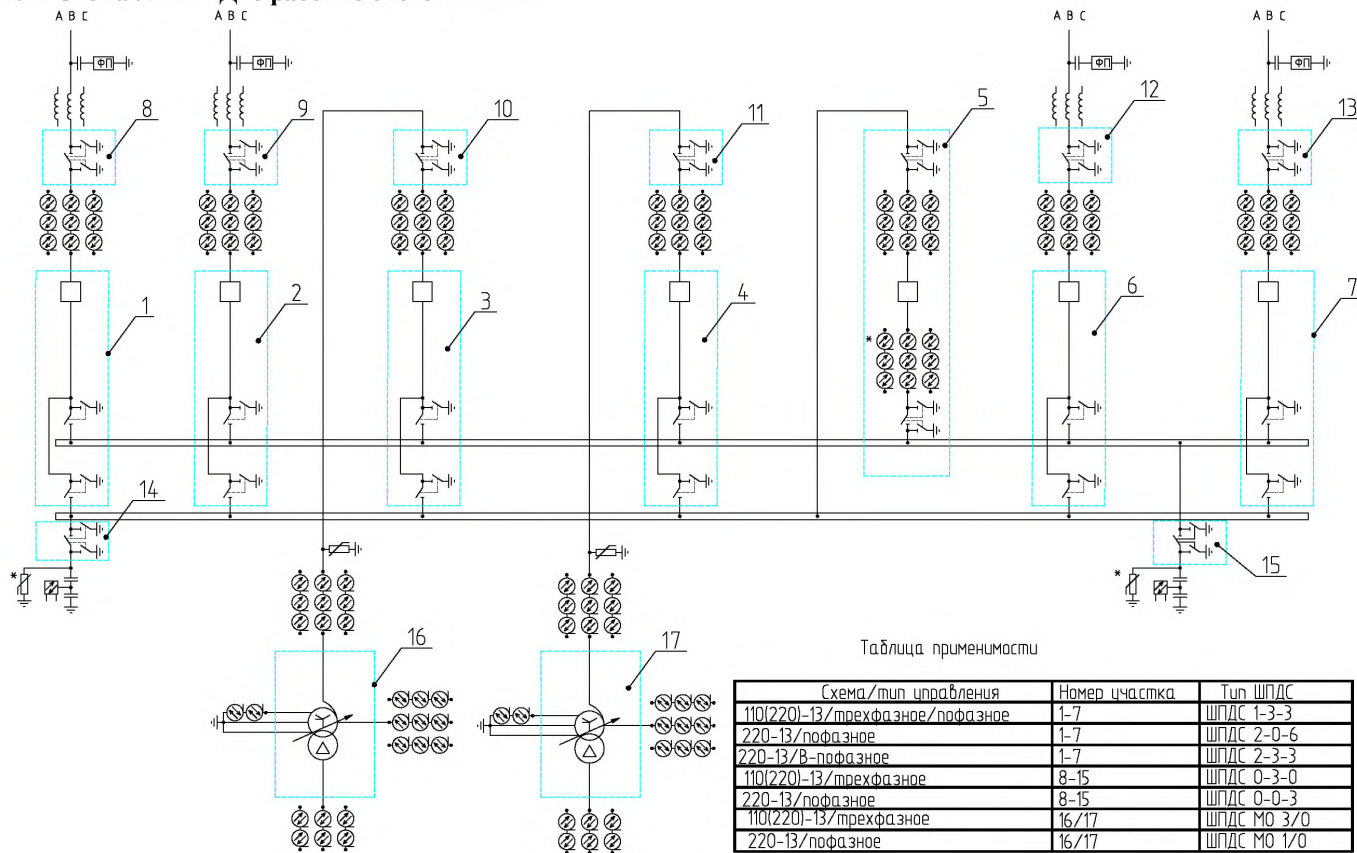 A B C
A B C
A B C
A B C
ФП
ФП
ФП
ФП
8
9
10
11
5
12
13
1
2
3
4
6
7
*
14
15
*
*
16
17
Таблица применимости
Схема/тип управления Номер участка Тип ШПДС
110(220)-13/трехфазное/пофазное 1-7 ШПДС 1-3-3
220-13/пофазное 1-7 ШПДС 2-0-6
220-13/В-пофазное 1-7 ШПДС 2-3-3
110(220)-13/трехфазное 8-15 ШПДС 0-3-0
220-13/пофазное 8-15 ШПДС 0-0-3
110(220)-13/трехфазное 16/17 ШПДС МО 3/0
220-13/пофазное 16/17 ШПДС МО 1/0